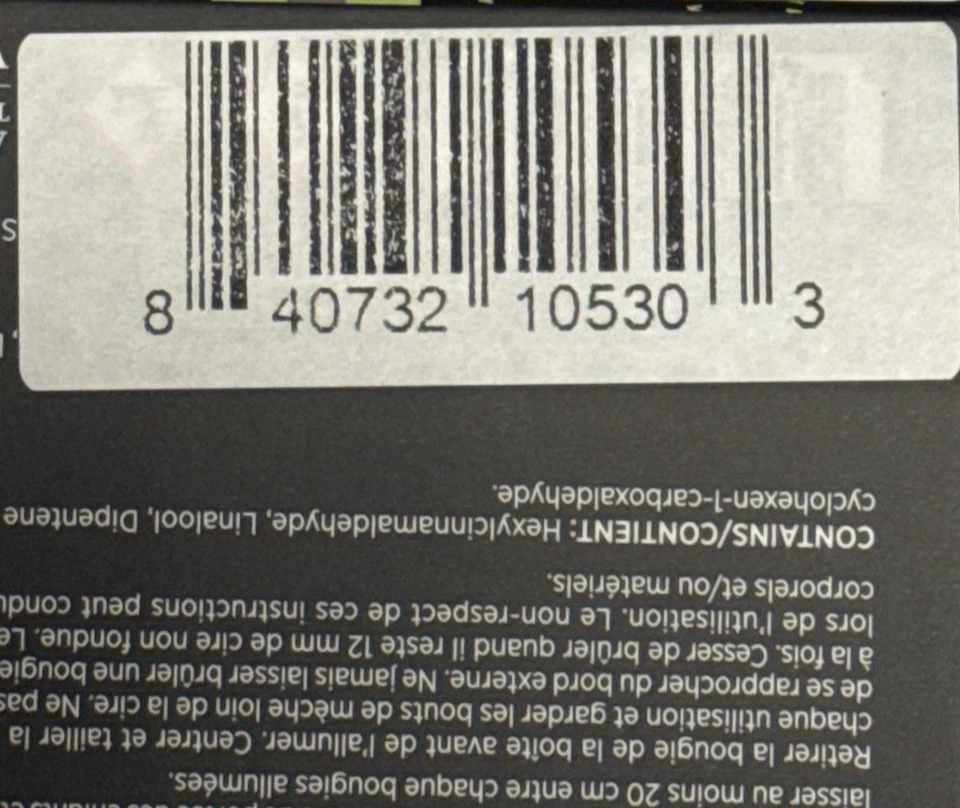 8 40732 10530 3
laisser au moins 20 cm entre chaque bougies allumées.
Retirer la bougie de la boîte avant de l'allumer. Centrer et tailler la
chaque utilisation et garder les bouts de mèche loin de la cire. Ne pas
de se rapprocher du bord externe. Ne jamais laisser brûler une bougie
à la fois. Cesser de brûler quand il reste 12 mm de cire non fondue. Le
lors de l'utilisation. Le non-respect de ces instructions peut condu
corporels et/ou matériels.
CONTAINS/CONTIENT: Hexylcinnamaldehyde, Linalool, Dipentene
cyclohexen-1-carboxaldehyde.